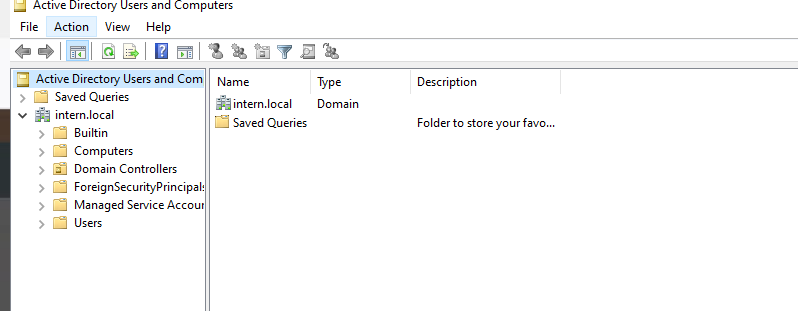 Active Directory Users and Computers
File Action View Help
Active Directory Users and Com
Saved Queries
intern.local
Builtin
Computers
Domain Controllers
ForeignSecurityPrincipals
Managed Service Accour
Users
Name Type Description
intern.local Domain
Saved Queries Folder to store your favo...